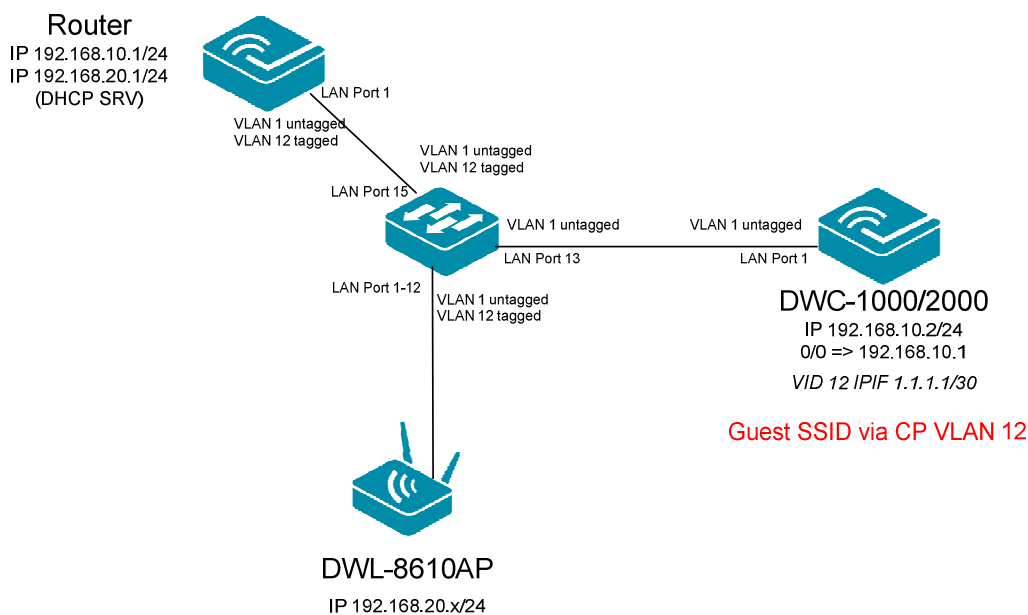 Router
IP 192.168.10.1/24
IP 192.168.20.1/24
(DHCP SRV)
LAN Port 1
VLAN 1 untagged
VLAN 12 tagged
VLAN 1 untagged
VLAN 12 tagged
LAN Port 15
VLAN 1 untagged
VLAN 1 untagged
LAN Port 13
LAN Port 1
LAN Port 1-12
VLAN 1 untagged
VLAN 12 tagged
DWC-1000/2000
IP 192.168.10.2/24
0/0 => 192.168.10.1
VID 12 IPIF 1.1.1.1/30
Guest SSID via CP VLAN 12
DWL-8610AP
IP 192.168.20.x/24